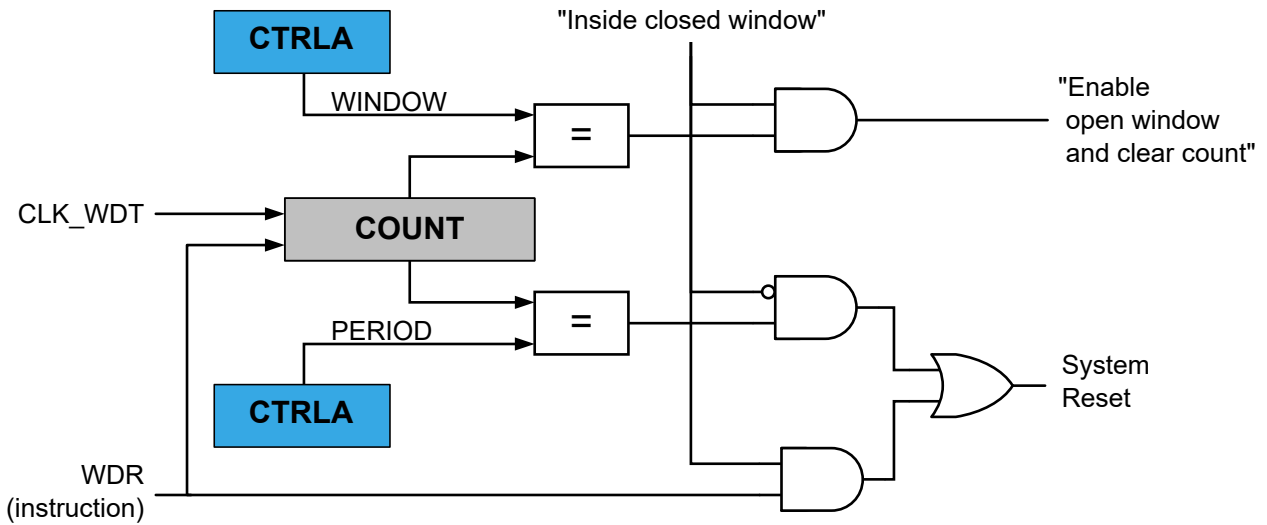 "Inside closed window"
CTRLA
WINDOW
=
"Enable
open window
and clear count"
CLK_WDT
COUNT
PERIOD
=
CTRLA
System
Reset
WDR
(instruction)